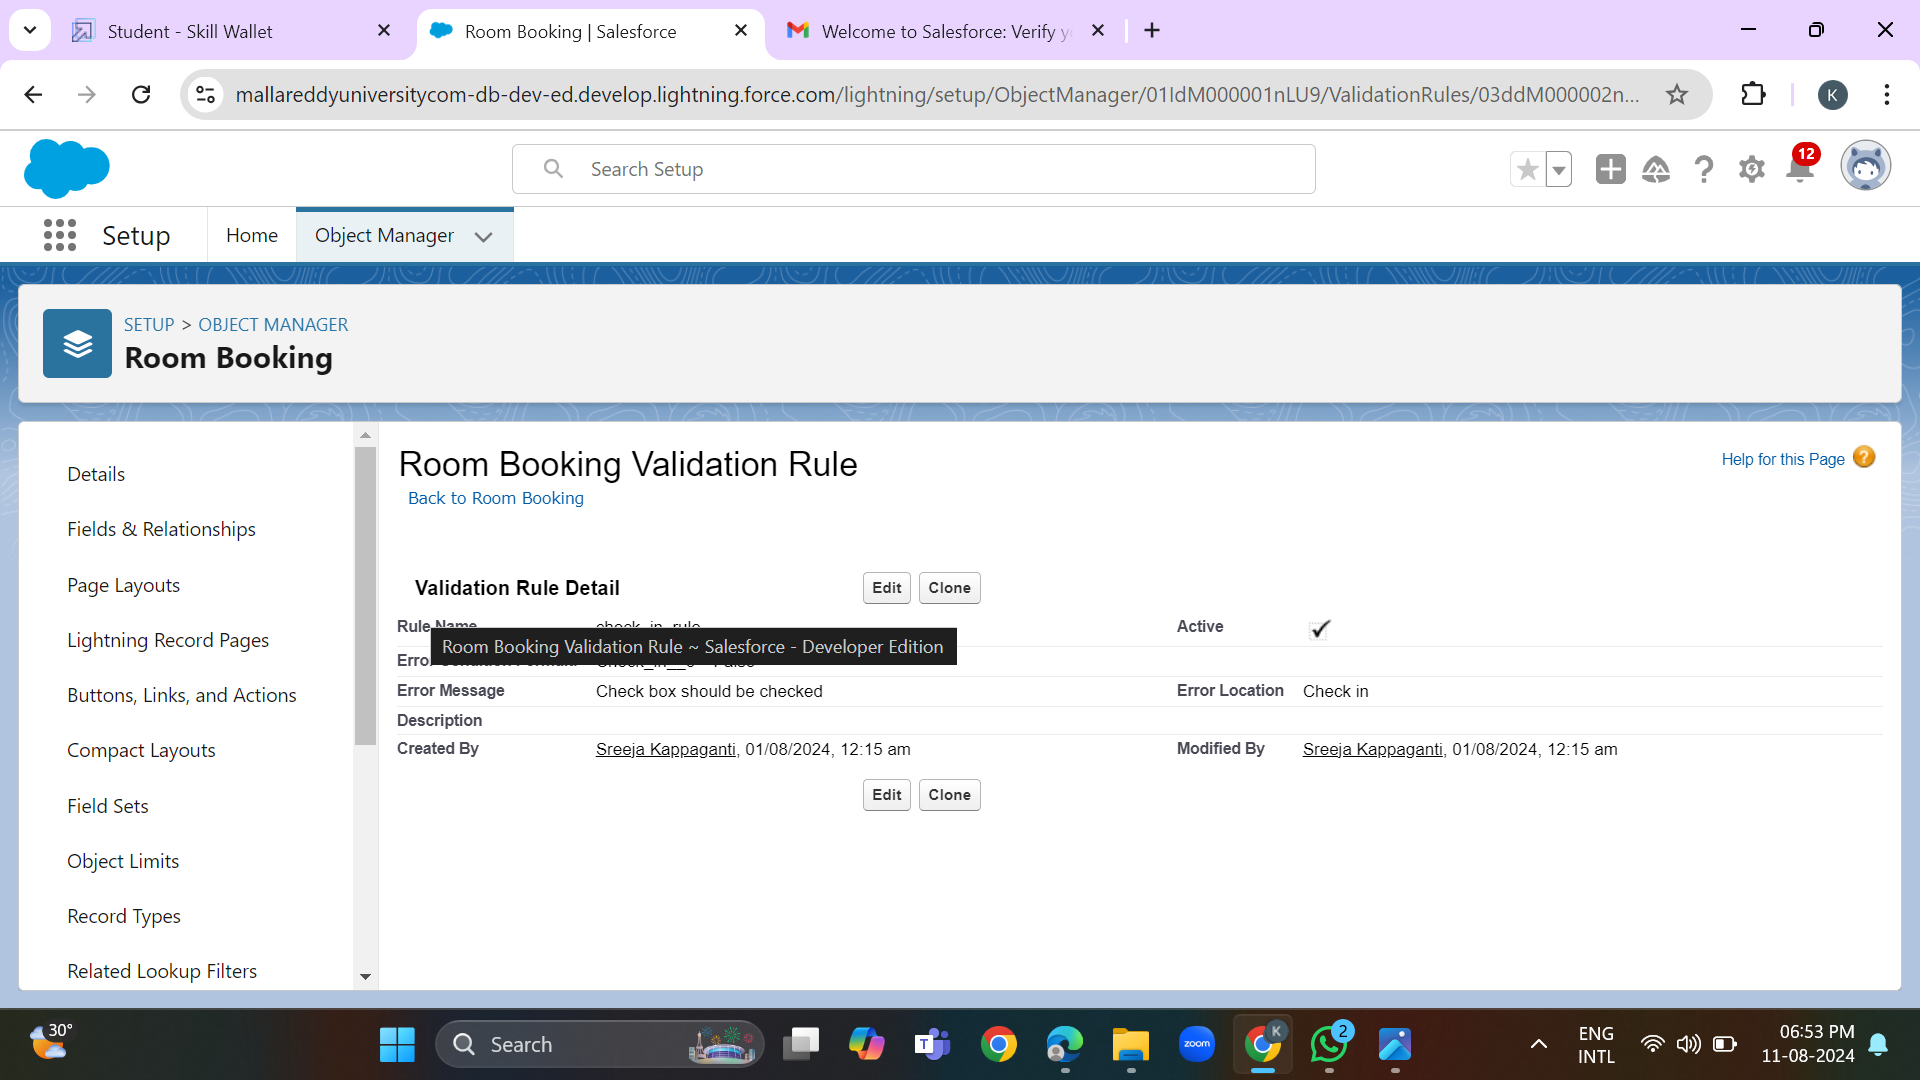 Student - Skill Wallet
Room Booking | Salesforce
Welcome to Salesforce: Verify y
mallareddyuniversitycom-db-dev-ed.develop.lightning.force.com/lightning/setup/ObjectManager/01IdM000001nLU9/ValidationRules/03ddM000002n...
K
Search Setup
12
Setup
Home
Object Manager
SETUP > OBJECT MANAGER
Room Booking
Details
Fields & Relationships
Page Layouts
Lightning Record Pages
Buttons, Links, and Actions
Compact Layouts
Field Sets
Object Limits
Record Types
Related Lookup Filters
Room Booking Validation Rule
Back to Room Booking
Help for this Page
Validation Rule Detail
Edit
Clone
Rule Name
check_in_rule
Active
Room Booking Validation Rule ~ Salesforce - Developer Edition
Error Message
Check box should be checked
Error Location
Check in
Description
Created By
Sreeja Kappaganti, 01/08/2024, 12:15 am
Modified By
Sreeja Kappaganti, 01/08/2024, 12:15 am
Edit
Clone
30°
Search
T
zoom
K
2
ENG
INTL
06:53 PM
11-08-2024